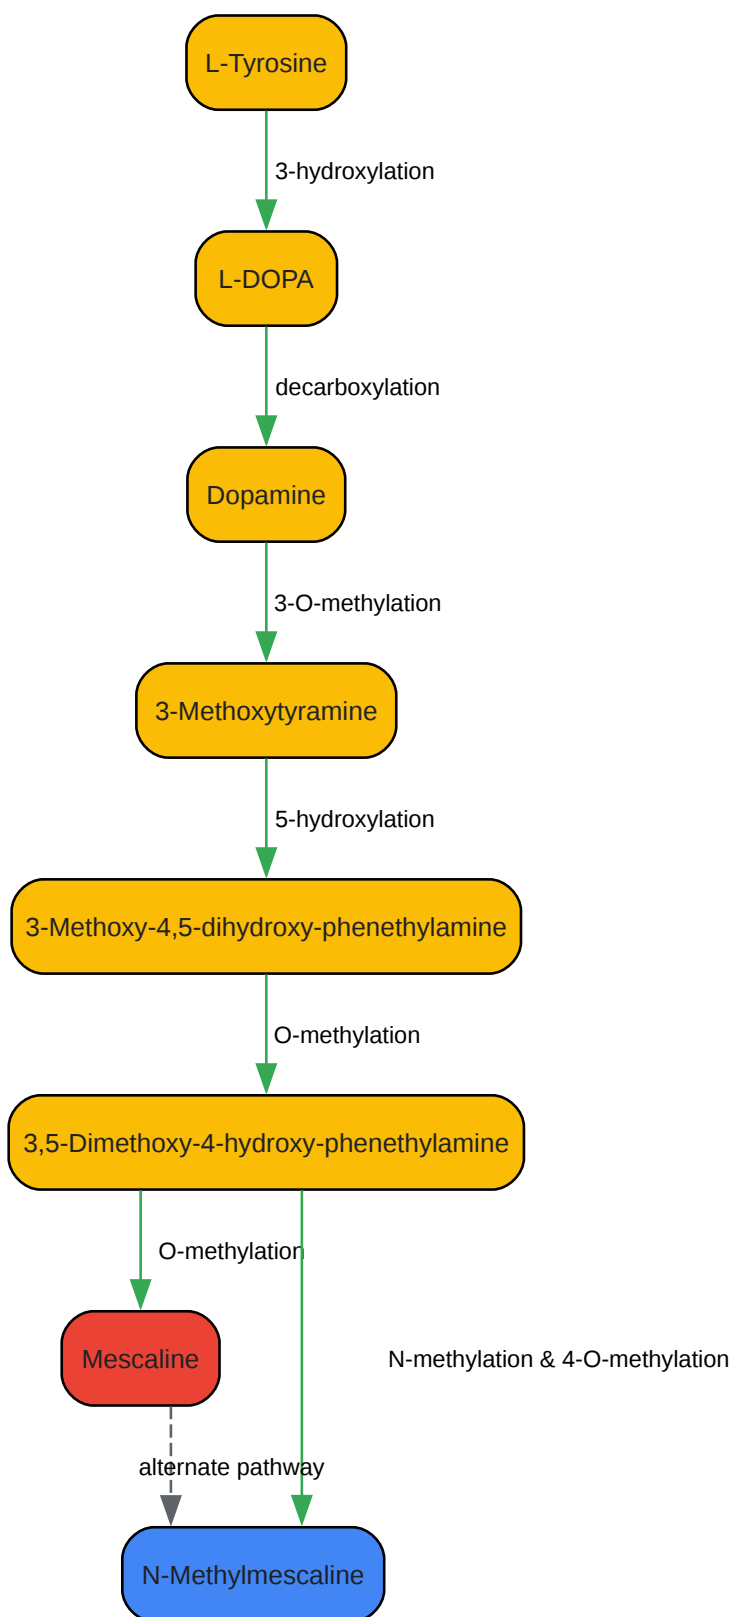 L-Tyrosine
3-hydroxylation
L-DOPA
decarboxylation
Dopamine
3-O-methylation
3-Methoxytyramine
5-hydroxylation
3-Methoxy-4,5-dihydroxy-phenethylamine
O-methylation
3,5-Dimethoxy-4-hydroxy-phenethylamine
O-methylation
Mescaline
N-methylation & 4-O-methylation
alternate pathway
N-Methylmescaline